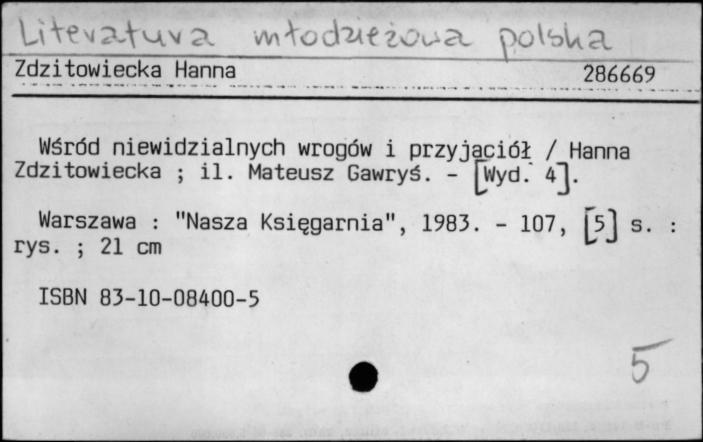 Literatura młodzieżowa polska
Zdzitowiecka Hanna 286669
Wśród niewidzialnych wrogów i przyjaciół / Hanna
Zdzitowiecka ; il. Mateusz Gawryś. - [Wyd. 4].
Warszawa : "Nasza Księgarnia", 1983. - 107, [5] s. :
rys. ; 21 cm
ISBN 83-10-08400-5
5